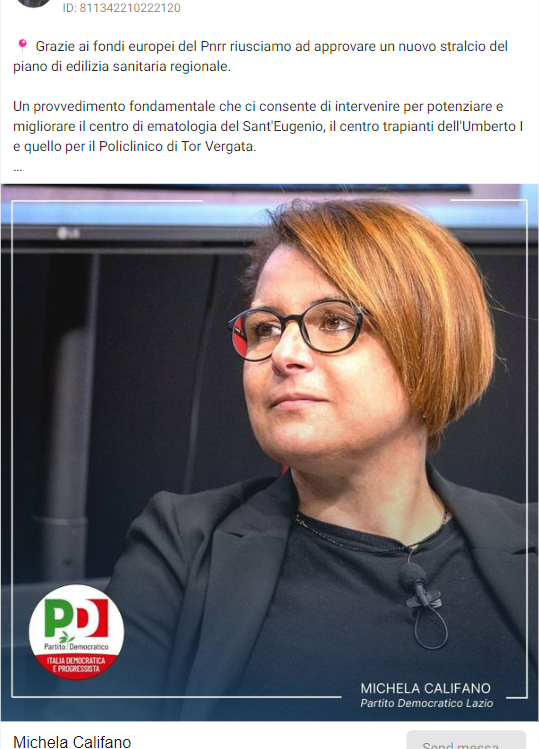 ID: 811342210222120
📍 Grazie ai fondi europei del Pnrr riusciamo ad approvare un nuovo stralcio del
piano di edilizia sanitaria regionale.
Un provvedimento fondamentale che ci consente di intervenire per potenziare e
migliorare il centro di ematologia del Sant'Eugenio, il centro trapianti dell'Umberto I
e quello per il Policlinico di Tor Vergata.
...
LG
PD
Partito Democratico
ITALIA DEMOCRATICA
E PROGRESSISTA
MICHELA CALIFANO
Partito Democratico Lazio
Michela Califano
Send messa